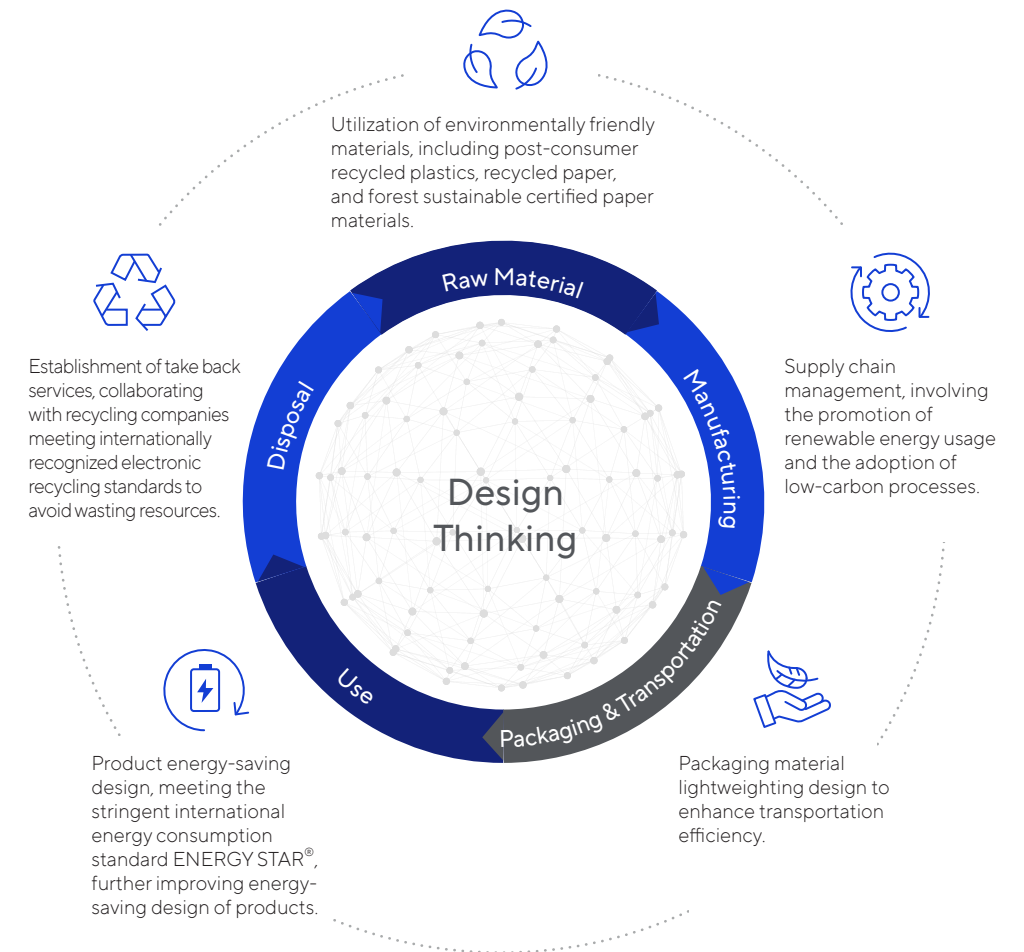 Utilization of environmentally friendly
materials, including post-consumer
recycled plastics, recycled paper,
and forest sustainable certified paper
materials.
Raw Material
Supply chain
management, involving
the promotion of
renewable energy usage
and the adoption of
low-carbon processes.
Manufacturing
Packaging material
lightweighting design to
enhance transportation
efficiency.
Packaging & Transportation
Product energy-saving
design, meeting the
stringent international
energy consumption
standard ENERGY STAR®,
further improving energy-
saving design of products.
Use
Establishment of take back
services, collaborating
with recycling companies
meeting internationally
recognized electronic
recycling standards to
avoid wasting resources.
Disposal
Design
Thinking